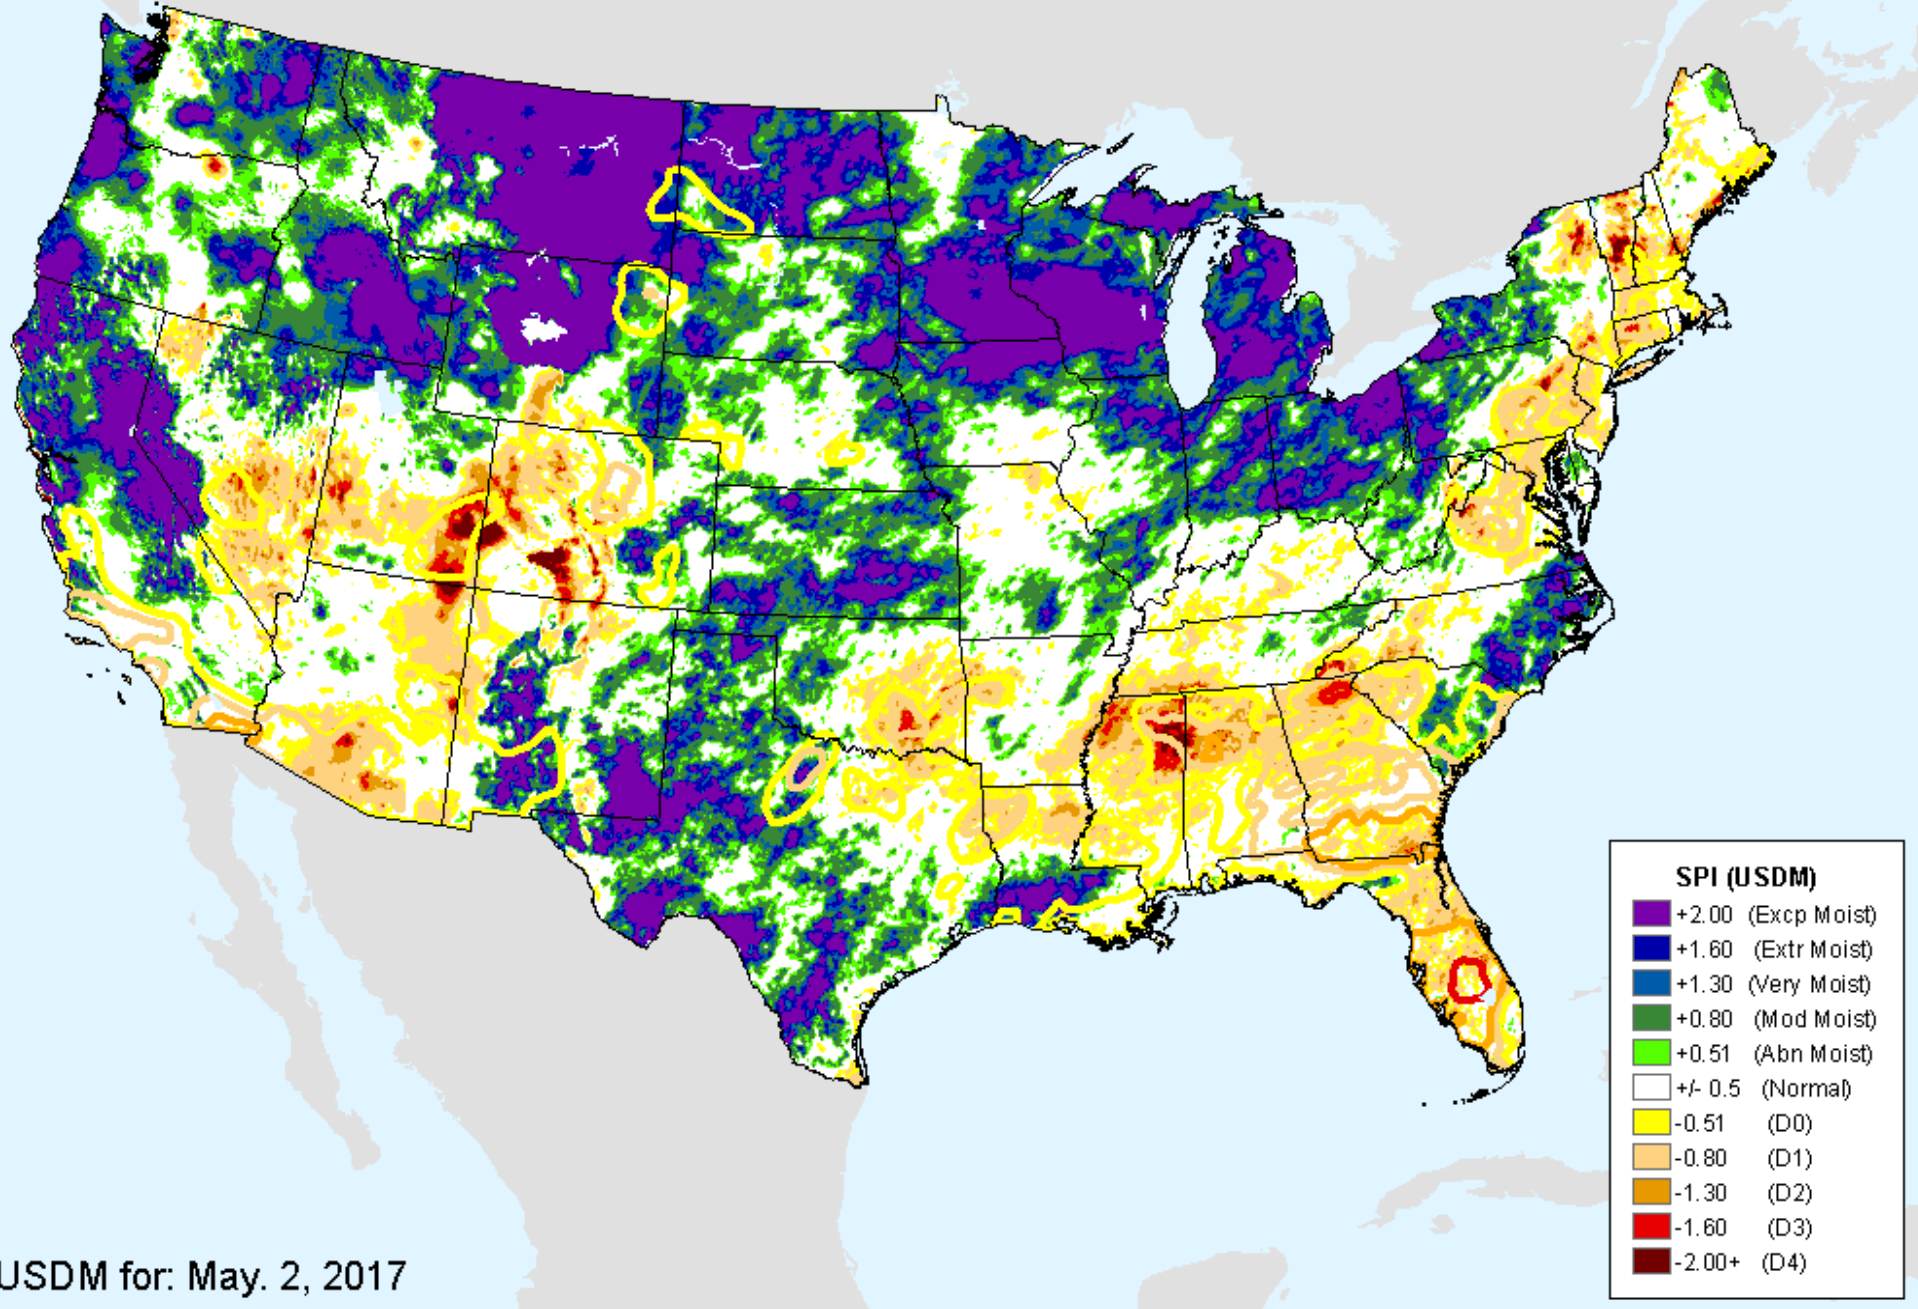 SPI (USDM)
+2.00 (Excp Moist)
+1.60 (Extr Moist)
+1.30 (Very Moist)
+0.80 (Mod Moist)
+0.51 (Abn Moist)
+/- 0.5 (Normal)
-0.51 (D0)
-0.80 (D1)
-1.30 (D2)
-1.60 (D3)
-2.00+ (D4)
USDM for: May. 2, 2017